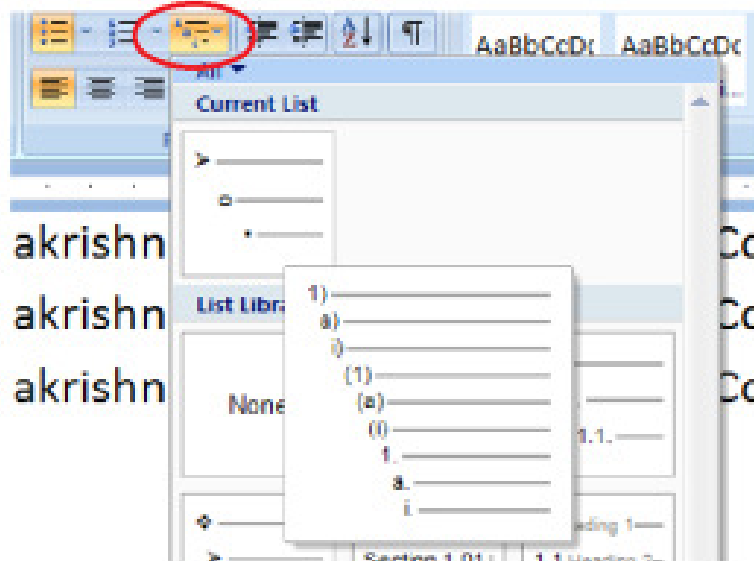 AaBbCcDc AaBbCcDc
All
Current List
akrishn
akrishn
List Libra
1)
a)
i)
akrishn
None
(1)
(a)
(i)
1.
a.
i.
1.1.
Heading 1
Section 1.01
1.1 Heading 2